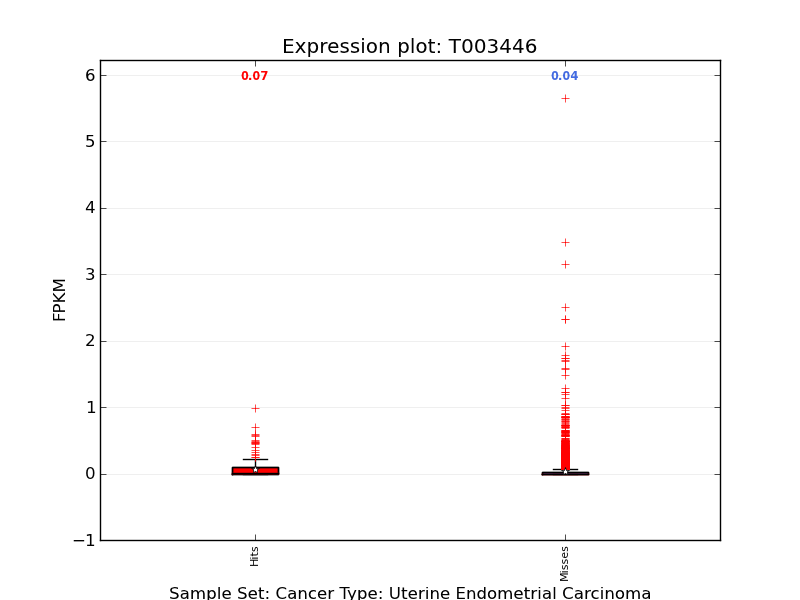 Expression plot: T003446
0.07
0.04
6
5
4
3
2
1
0
−1
FPKM
Hits
Misses
Sample Set: Cancer Type: Uterine Endometrial Carcinoma